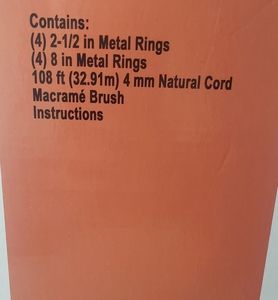 Contains:
(4) 2-1/2 in Metal Rings
(4) 8 in Metal Rings
108 ft (32.91m) 4 mm Natural Cord
Macramé Brush
Instructions